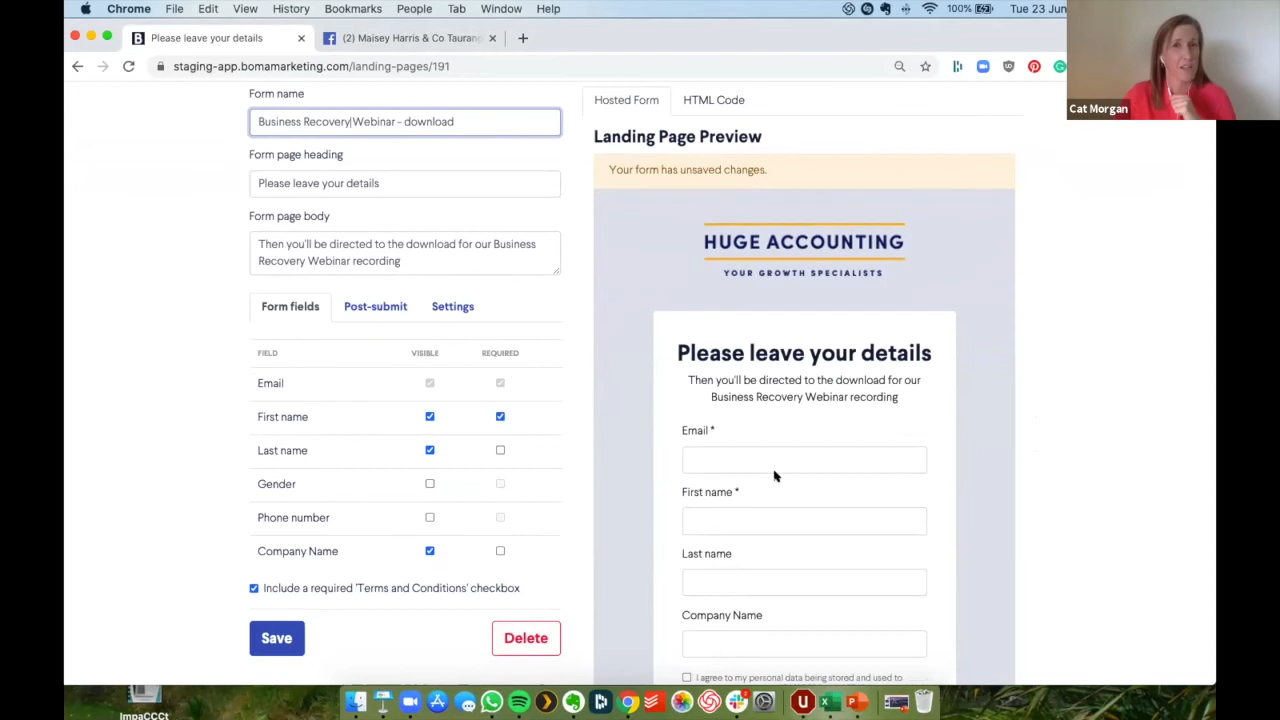 Chrome File Edit View History Bookmarks People Tab Window Help
100% Tue 23 Jun
Please leave your details
(2) Maisey Harris & Co Taurang
staging-app.bomamarketing.com/landing-pages/191
Cat Morgan
Form name
Business Recovery Webinar - download
Form page heading
Please leave your details
Form page body
Then you'll be directed to the download for our Business
Recovery Webinar recording
Form fields Post-submit Settings
FIELD VISIBLE REQUIRED
Email
First name
Last name
Gender
Phone number
Company Name
Include a required 'Terms and Conditions' checkbox
Save Delete
Hosted Form HTML Code
Landing Page Preview
Your form has unsaved changes.
HUGE ACCOUNTING
YOUR GROWTH SPECIALISTS
Please leave your details
Then you'll be directed to the download for our
Business Recovery Webinar recording
Email *
First name *
Last name
Company Name
I agree to my personal data being stored and used to
ImpaCCCt